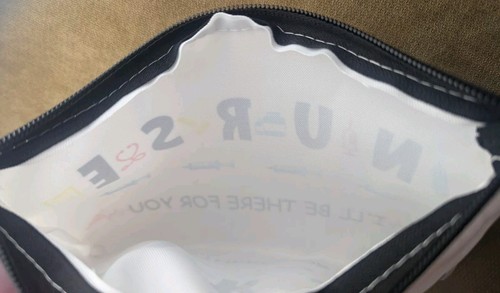 NURSE
I'LL BE THERE FOR YOU